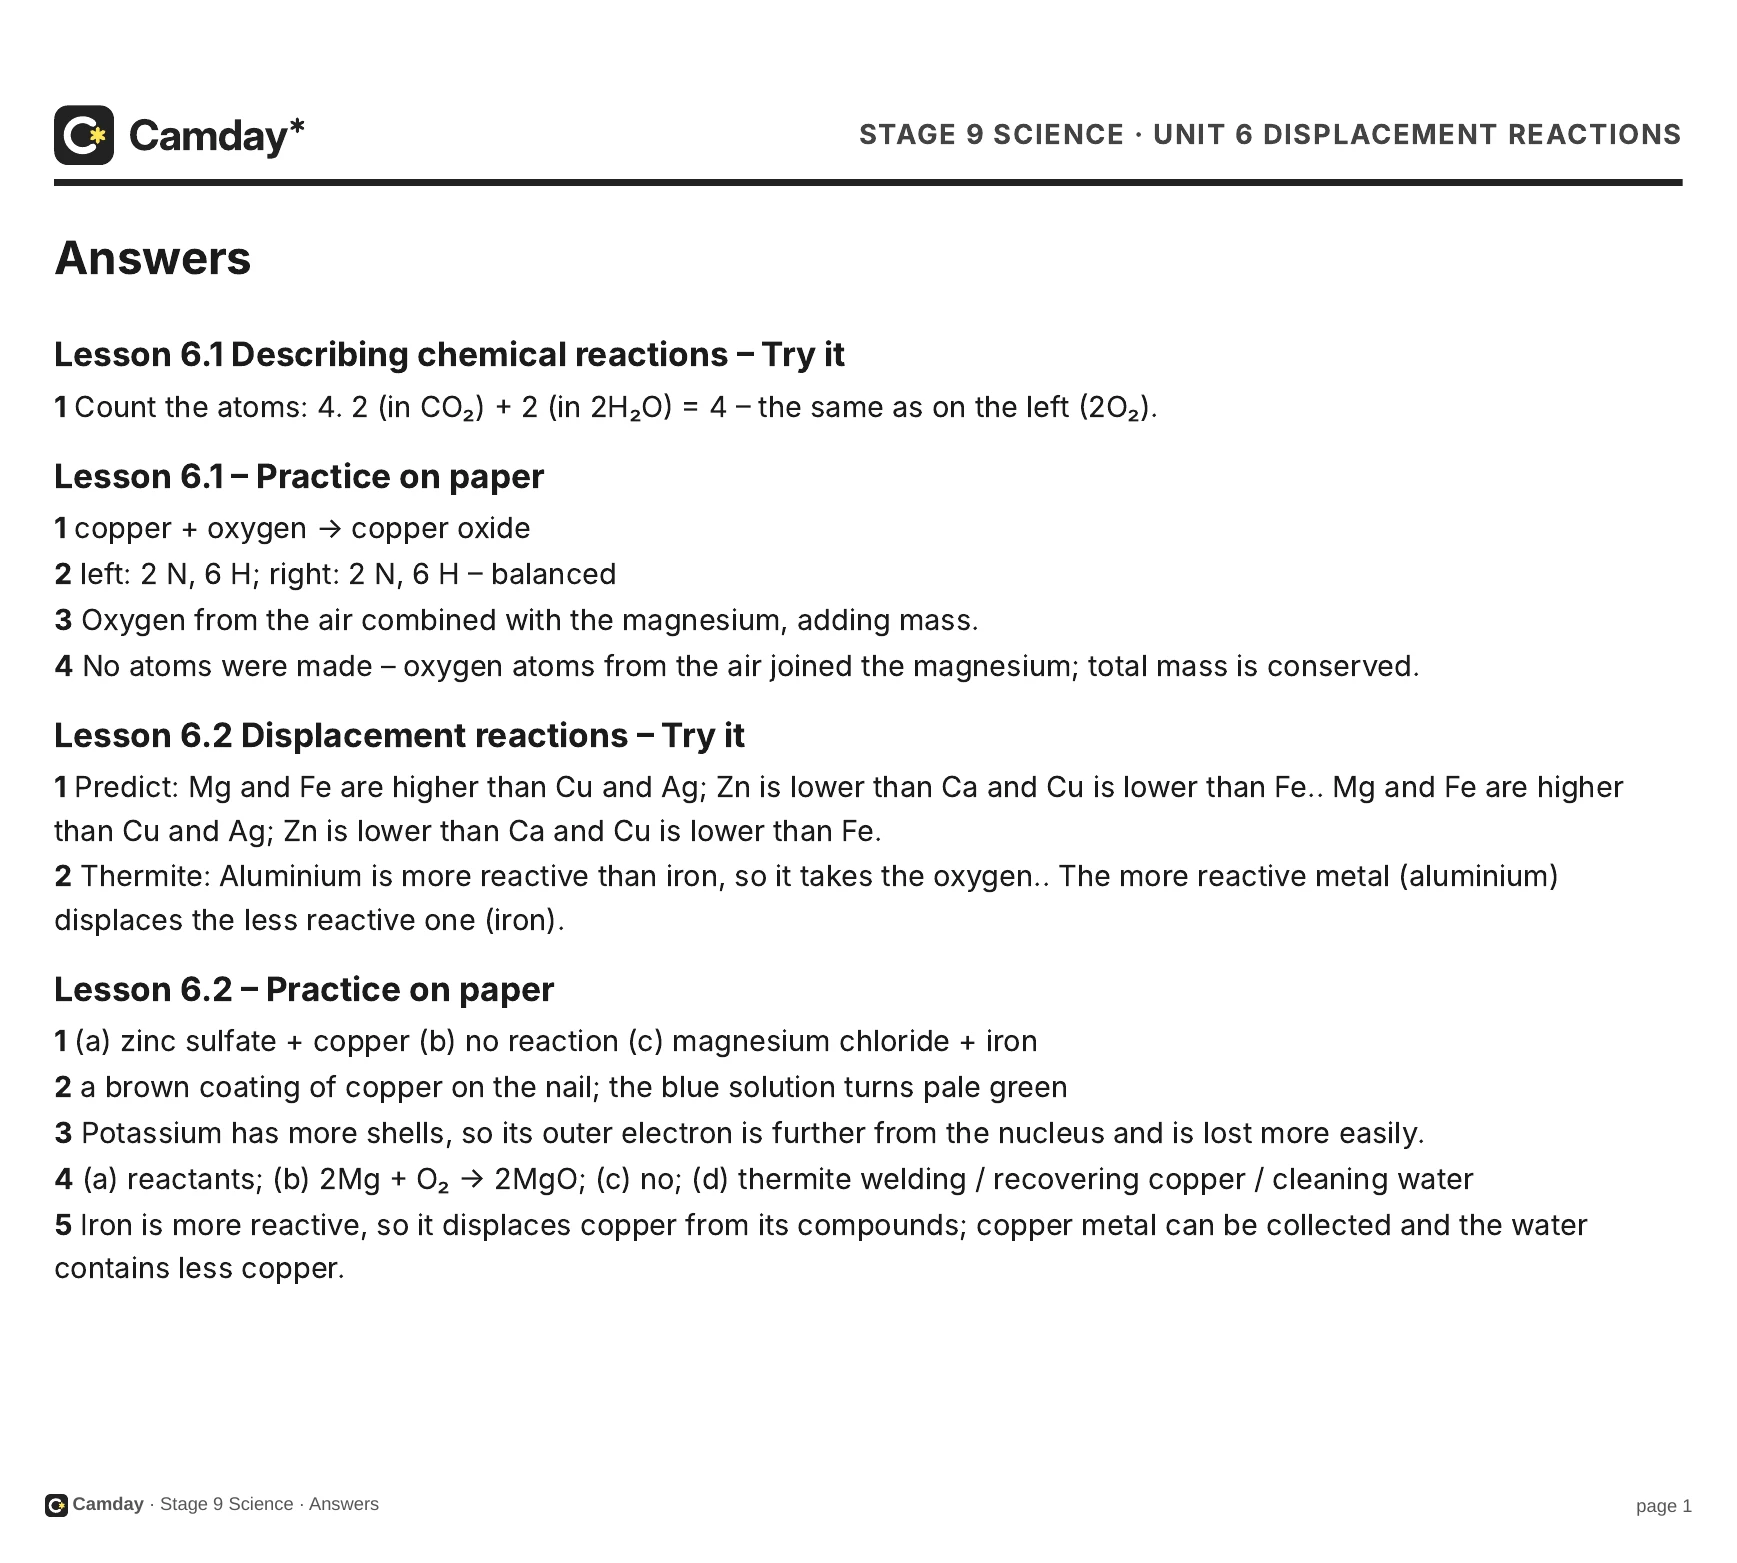 Camday*
STAGE 9 SCIENCE · UNIT 6 DISPLACEMENT REACTIONS
Answers
Lesson 6.1 Describing chemical reactions – Try it
1 Count the atoms: 4. 2 (in CO₂) + 2 (in 2H₂O) = 4 – the same as on the left (2O₂).
Lesson 6.1 – Practice on paper
1 copper + oxygen → copper oxide
2 left: 2 N, 6 H; right: 2 N, 6 H – balanced
3 Oxygen from the air combined with the magnesium, adding mass.
4 No atoms were made – oxygen atoms from the air joined the magnesium; total mass is conserved.
Lesson 6.2 Displacement reactions – Try it
1 Predict: Mg and Fe are higher than Cu and Ag; Zn is lower than Ca and Cu is lower than Fe.. Mg and Fe are higher
than Cu and Ag; Zn is lower than Ca and Cu is lower than Fe.
2 Thermite: Aluminium is more reactive than iron, so it takes the oxygen.. The more reactive metal (aluminium)
displaces the less reactive one (iron).
Lesson 6.2 – Practice on paper
1 (a) zinc sulfate + copper (b) no reaction (c) magnesium chloride + iron
2 a brown coating of copper on the nail; the blue solution turns pale green
3 Potassium has more shells, so its outer electron is further from the nucleus and is lost more easily.
4 (a) reactants; (b) 2Mg + O₂ → 2MgO; (c) no; (d) thermite welding / recovering copper / cleaning water
5 Iron is more reactive, so it displaces copper from its compounds; copper metal can be collected and the water
contains less copper.
Camday · Stage 9 Science · Answers
page 1